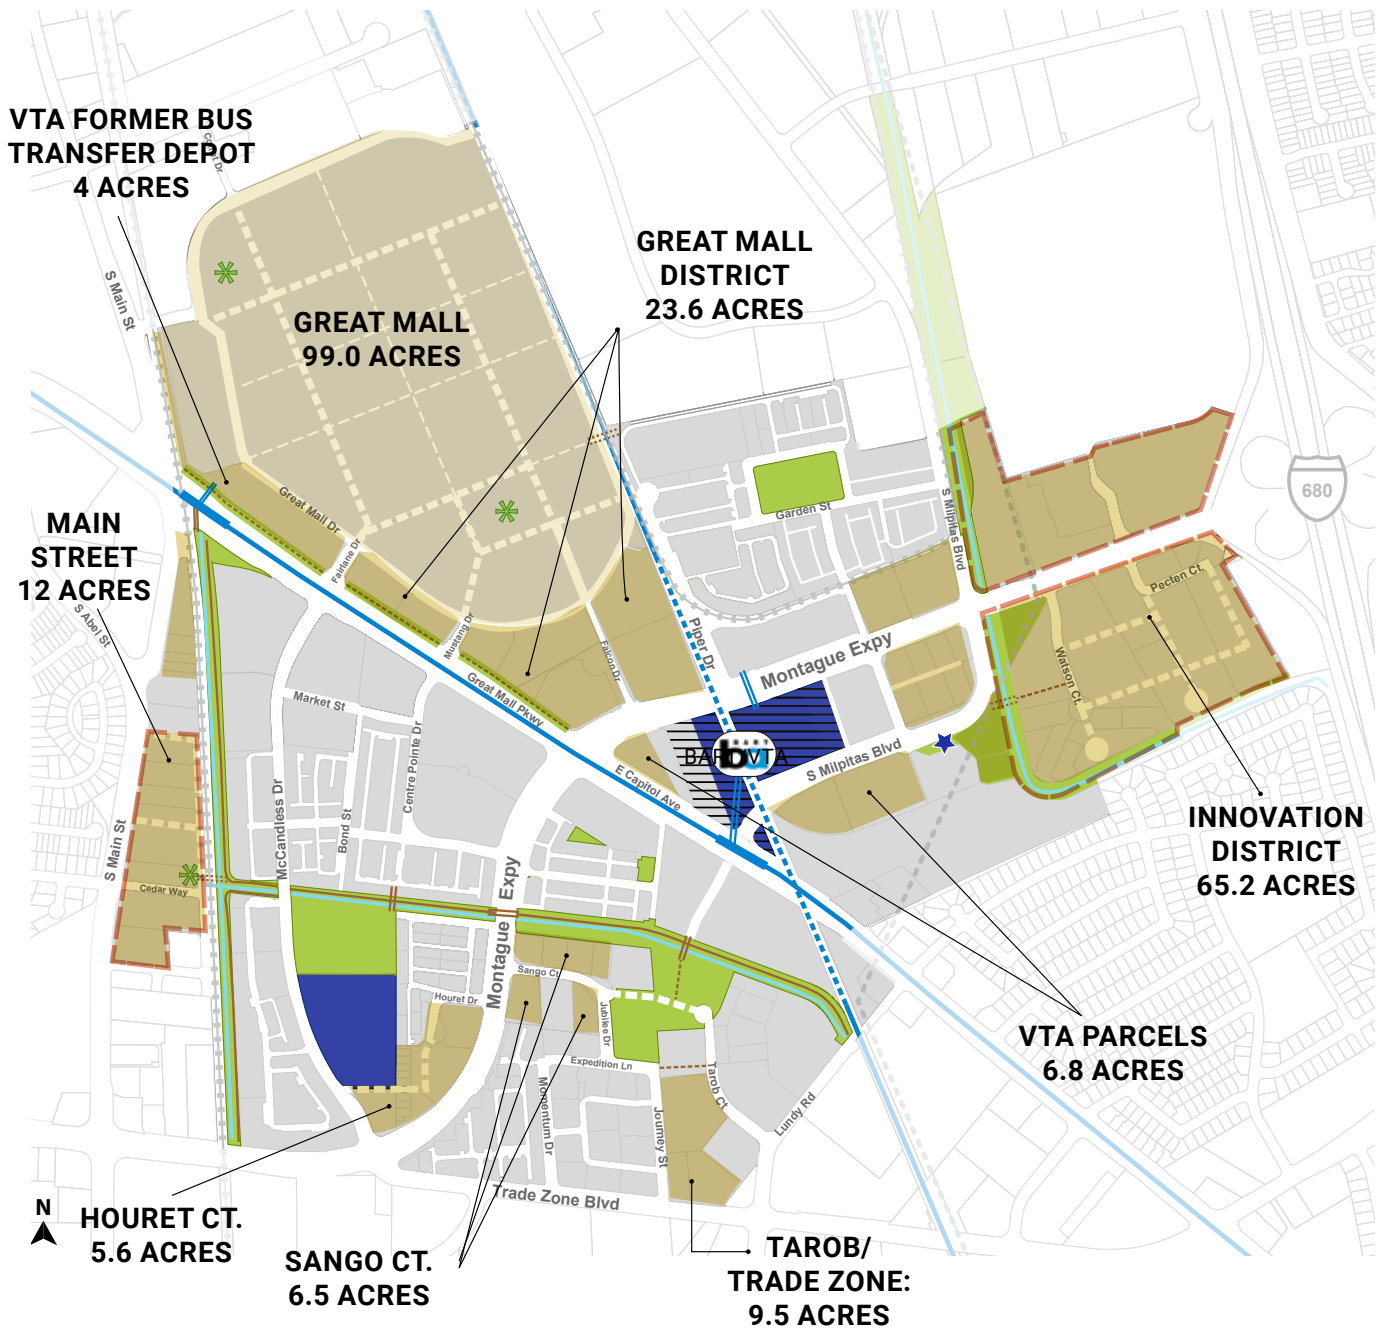 VTA FORMER BUS
TRANSFER DEPOT
4 ACRES
S Main St
GREAT MALL
DISTRICT
23.6 ACRES
GREAT MALL
99.0 ACRES
680
Great Mall Dr
Garden St
S Milpitas Blvd
MAIN
STREET
12 ACRES
Fairlane Dr
S Abel St
Mustang Dr
Falcon Dr
Piper Dr
Pecten Ct.
Montague Expy
Watson Ct.
Great Mall Pkwy
Market St
Centre Pointe Dr
S Milpitas Blvd
E Capitol Ave
McCandless Dr
Bond St
S Main St
INNOVATION
DISTRICT
65.2 ACRES
Cedar Way
Montague Expy
Sango Ct
Houret Dr
Jubilee Dr
VTA PARCELS
6.8 ACRES
Expedition Ln
Tarob Ct
Momentum Dr
Journey St
Lundy Rd
Trade Zone Blvd
N
HOURET CT.
5.6 ACRES
SANGO CT.
6.5 ACRES
TAROB/
TRADE ZONE:
9.5 ACRES